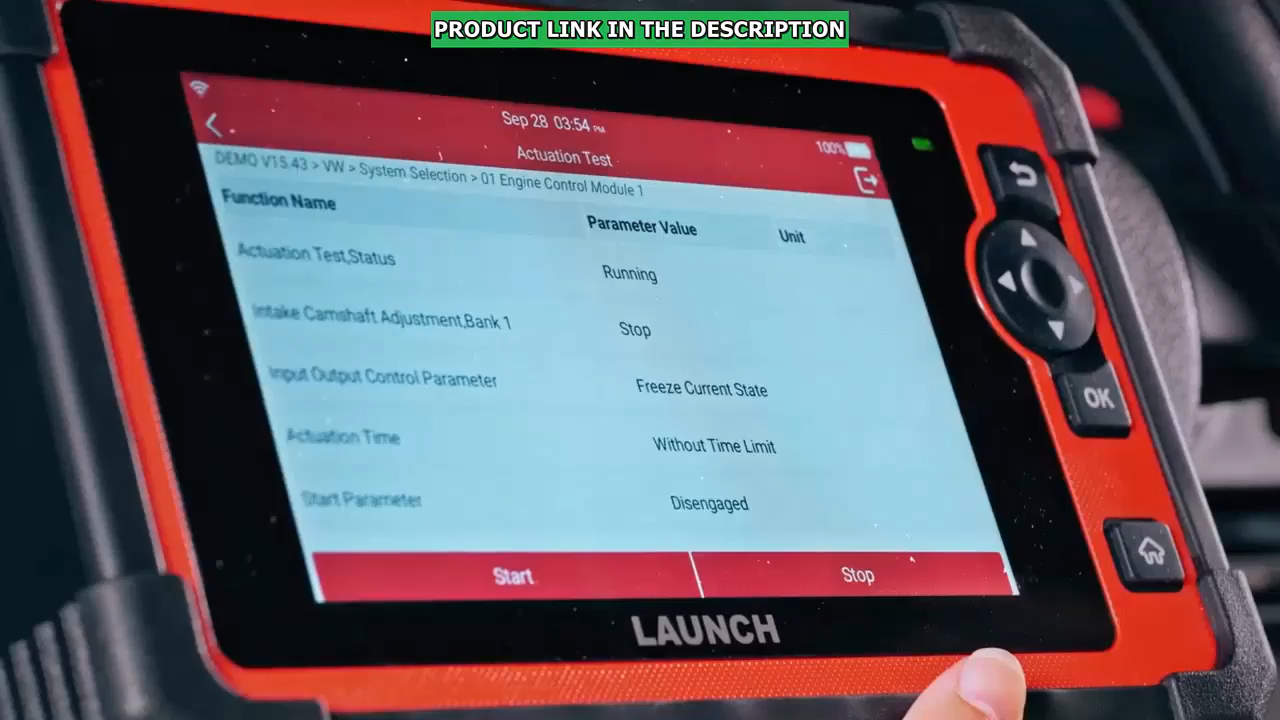 PRODUCT LINK IN THE DESCRIPTION
Sep 28 03:54 PM
100%
Actuation Test
DEMO V15.43 > VW > System Selection > 01 Engine Control Module 1
Function Name Parameter Value Unit
Actuation Test,Status Running
Intake Camshaft Adjustment,Bank 1 Stop
Input Output Control Parameter Freeze Current State
Actuation Time Without Time Limit
Start Parameter Disengaged
Start Stop
LAUNCH
OK